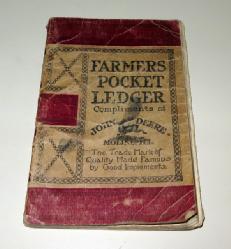 FARMERS
POCKET
LEDGER
Compliments of
JOHN DEERE
MOLINE, ILL.
The Trade Mark of
Quality Made Famous
by Good Implements